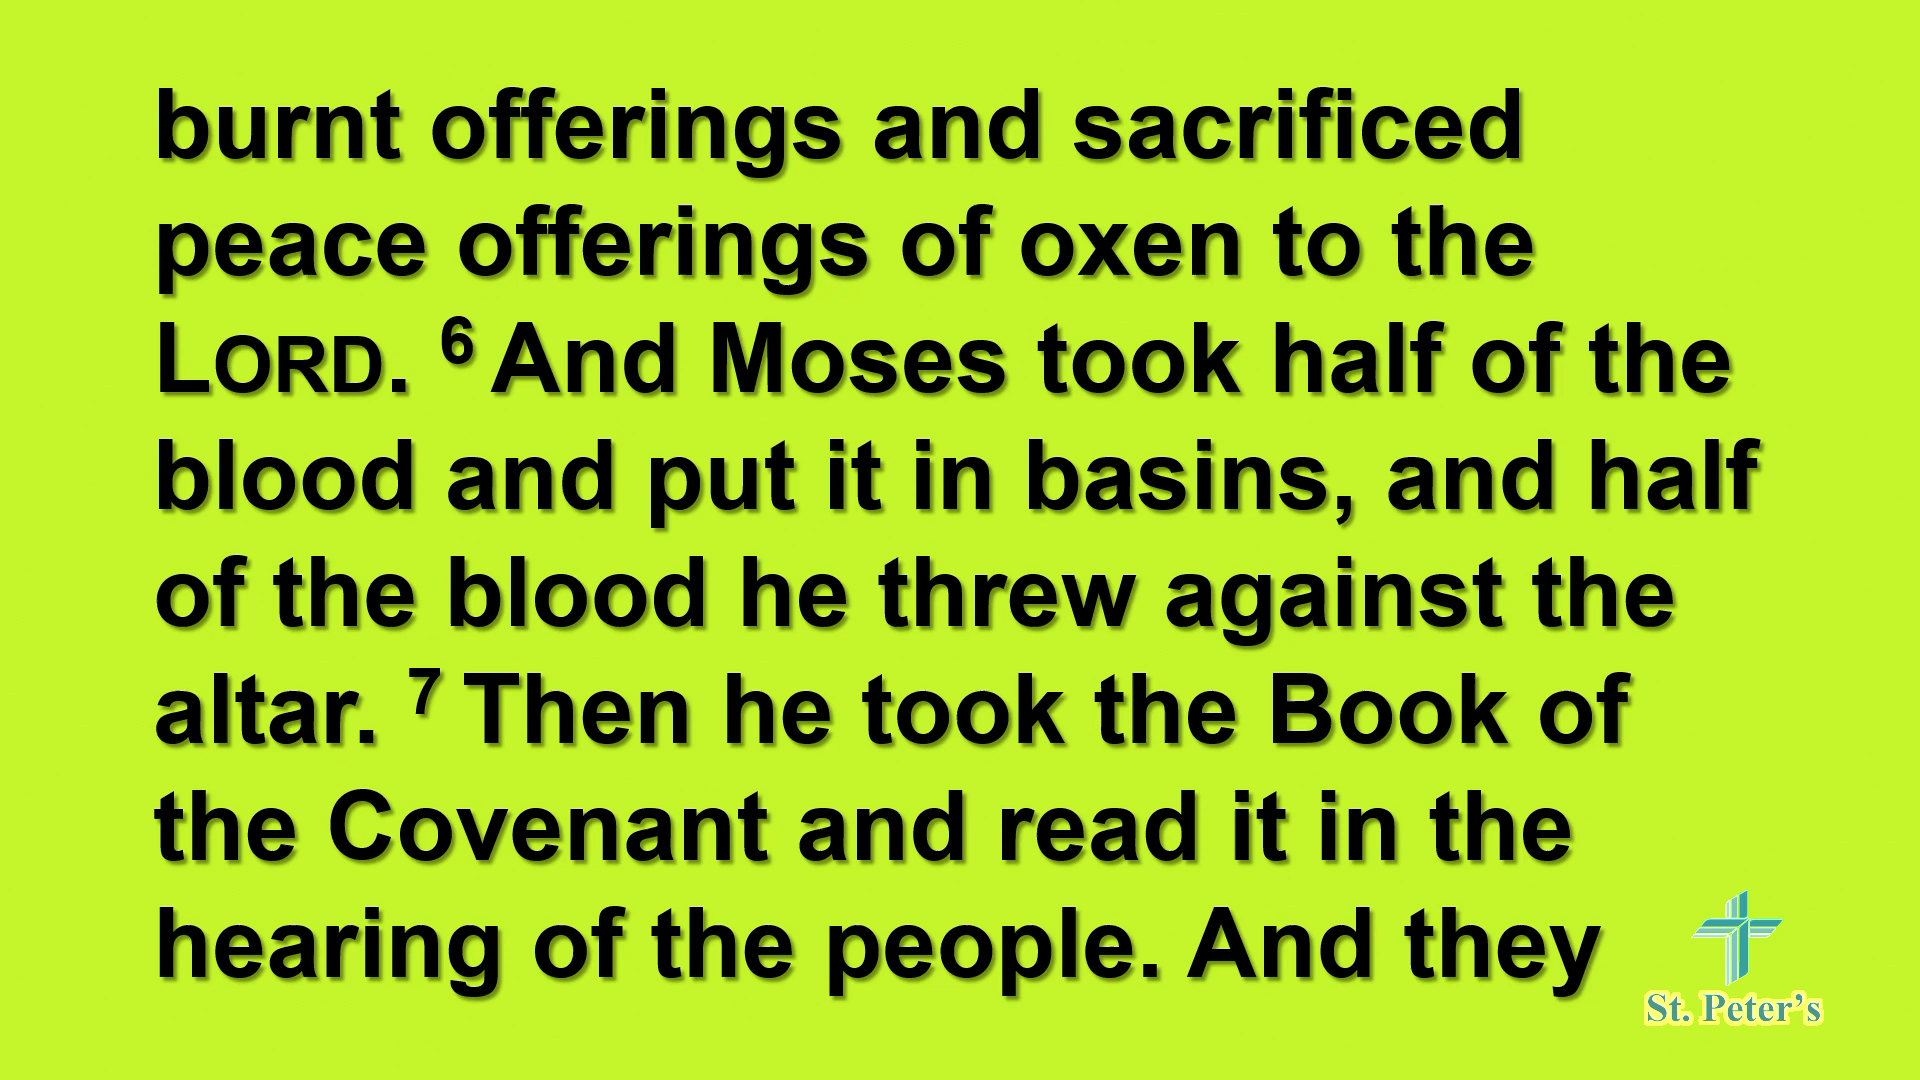 burnt offerings and sacrificed
peace offerings of oxen to the
LORD. 6 And Moses took half of the
blood and put it in basins, and half
of the blood he threw against the
altar. 7 Then he took the Book of
the Covenant and read it in the
hearing of the people. And they
St. Peter's